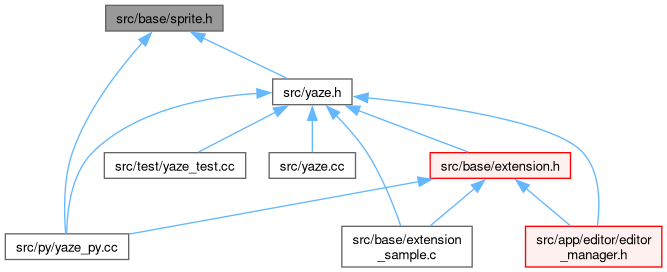 src/base/sprite.h
src/yaze.h
src/test/yaze_test.cc
src/yaze.cc
src/base/extension.h
src/py/yaze_py.cc
src/base/extension
_sample.c
src/app/editor/editor
_manager.h